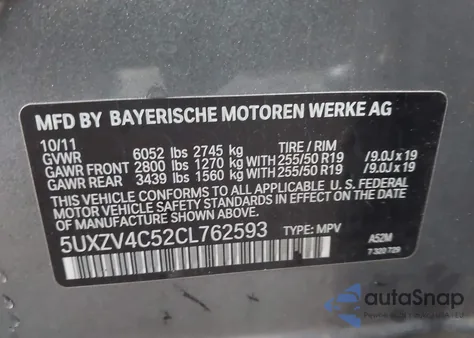 MFD BY BAYERISCHE MOTOREN WERKE AG
10/11
GVWR 6052 lbs 2745 kg TIRE / RIM
GAWR FRONT 2800 lbs 1270 kg WITH 255/50 R19 /9.0J x 19
GAWR REAR 3439 lbs 1560 kg WITH 255/50 R19 /9.0J x 19
THIS VEHICLE CONFORMS TO ALL APPLICABLE U.S. FEDERAL
MOTOR VEHICLE SAFETY STANDARDS IN EFFECT ON THE DATE
OF MANUFACTURE SHOWN ABOVE.
5UXZV4C52CL762593 TYPE: MPV A52M
7 320 729
autoSnap